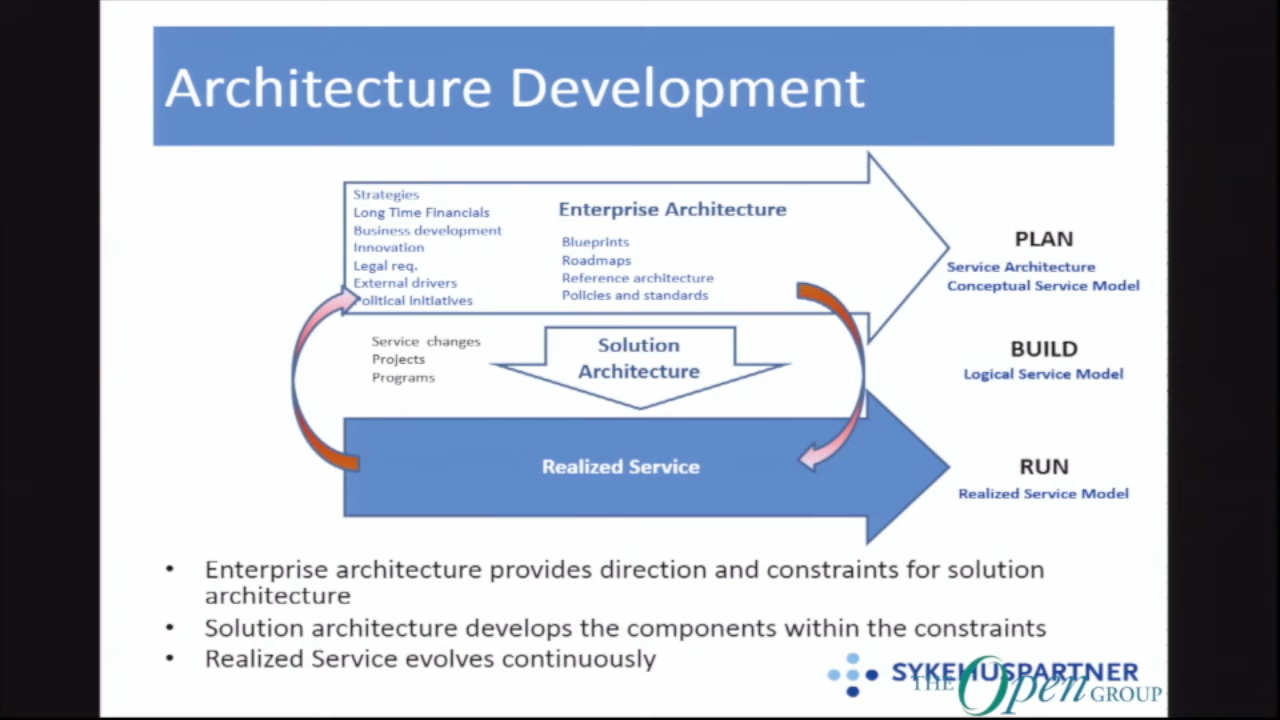 Architecture Development
Strategies
Long Time Financials
Business development
Innovation
Legal req.
External drivers
Political initiatives
Enterprise Architecture
Blueprints
Roadmaps
Reference architecture
Policies and standards
PLAN
Service Architecture
Conceptual Service Model
Service changes
Projects
Programs
Solution
Architecture
BUILD
Logical Service Model
Realized Service
RUN
Realized Service Model
• Enterprise architecture provides direction and constraints for solution
architecture
• Solution architecture develops the components within the constraints
• Realized Service evolves continuously
SYKEHUSPARTNER
THE Open GROUP